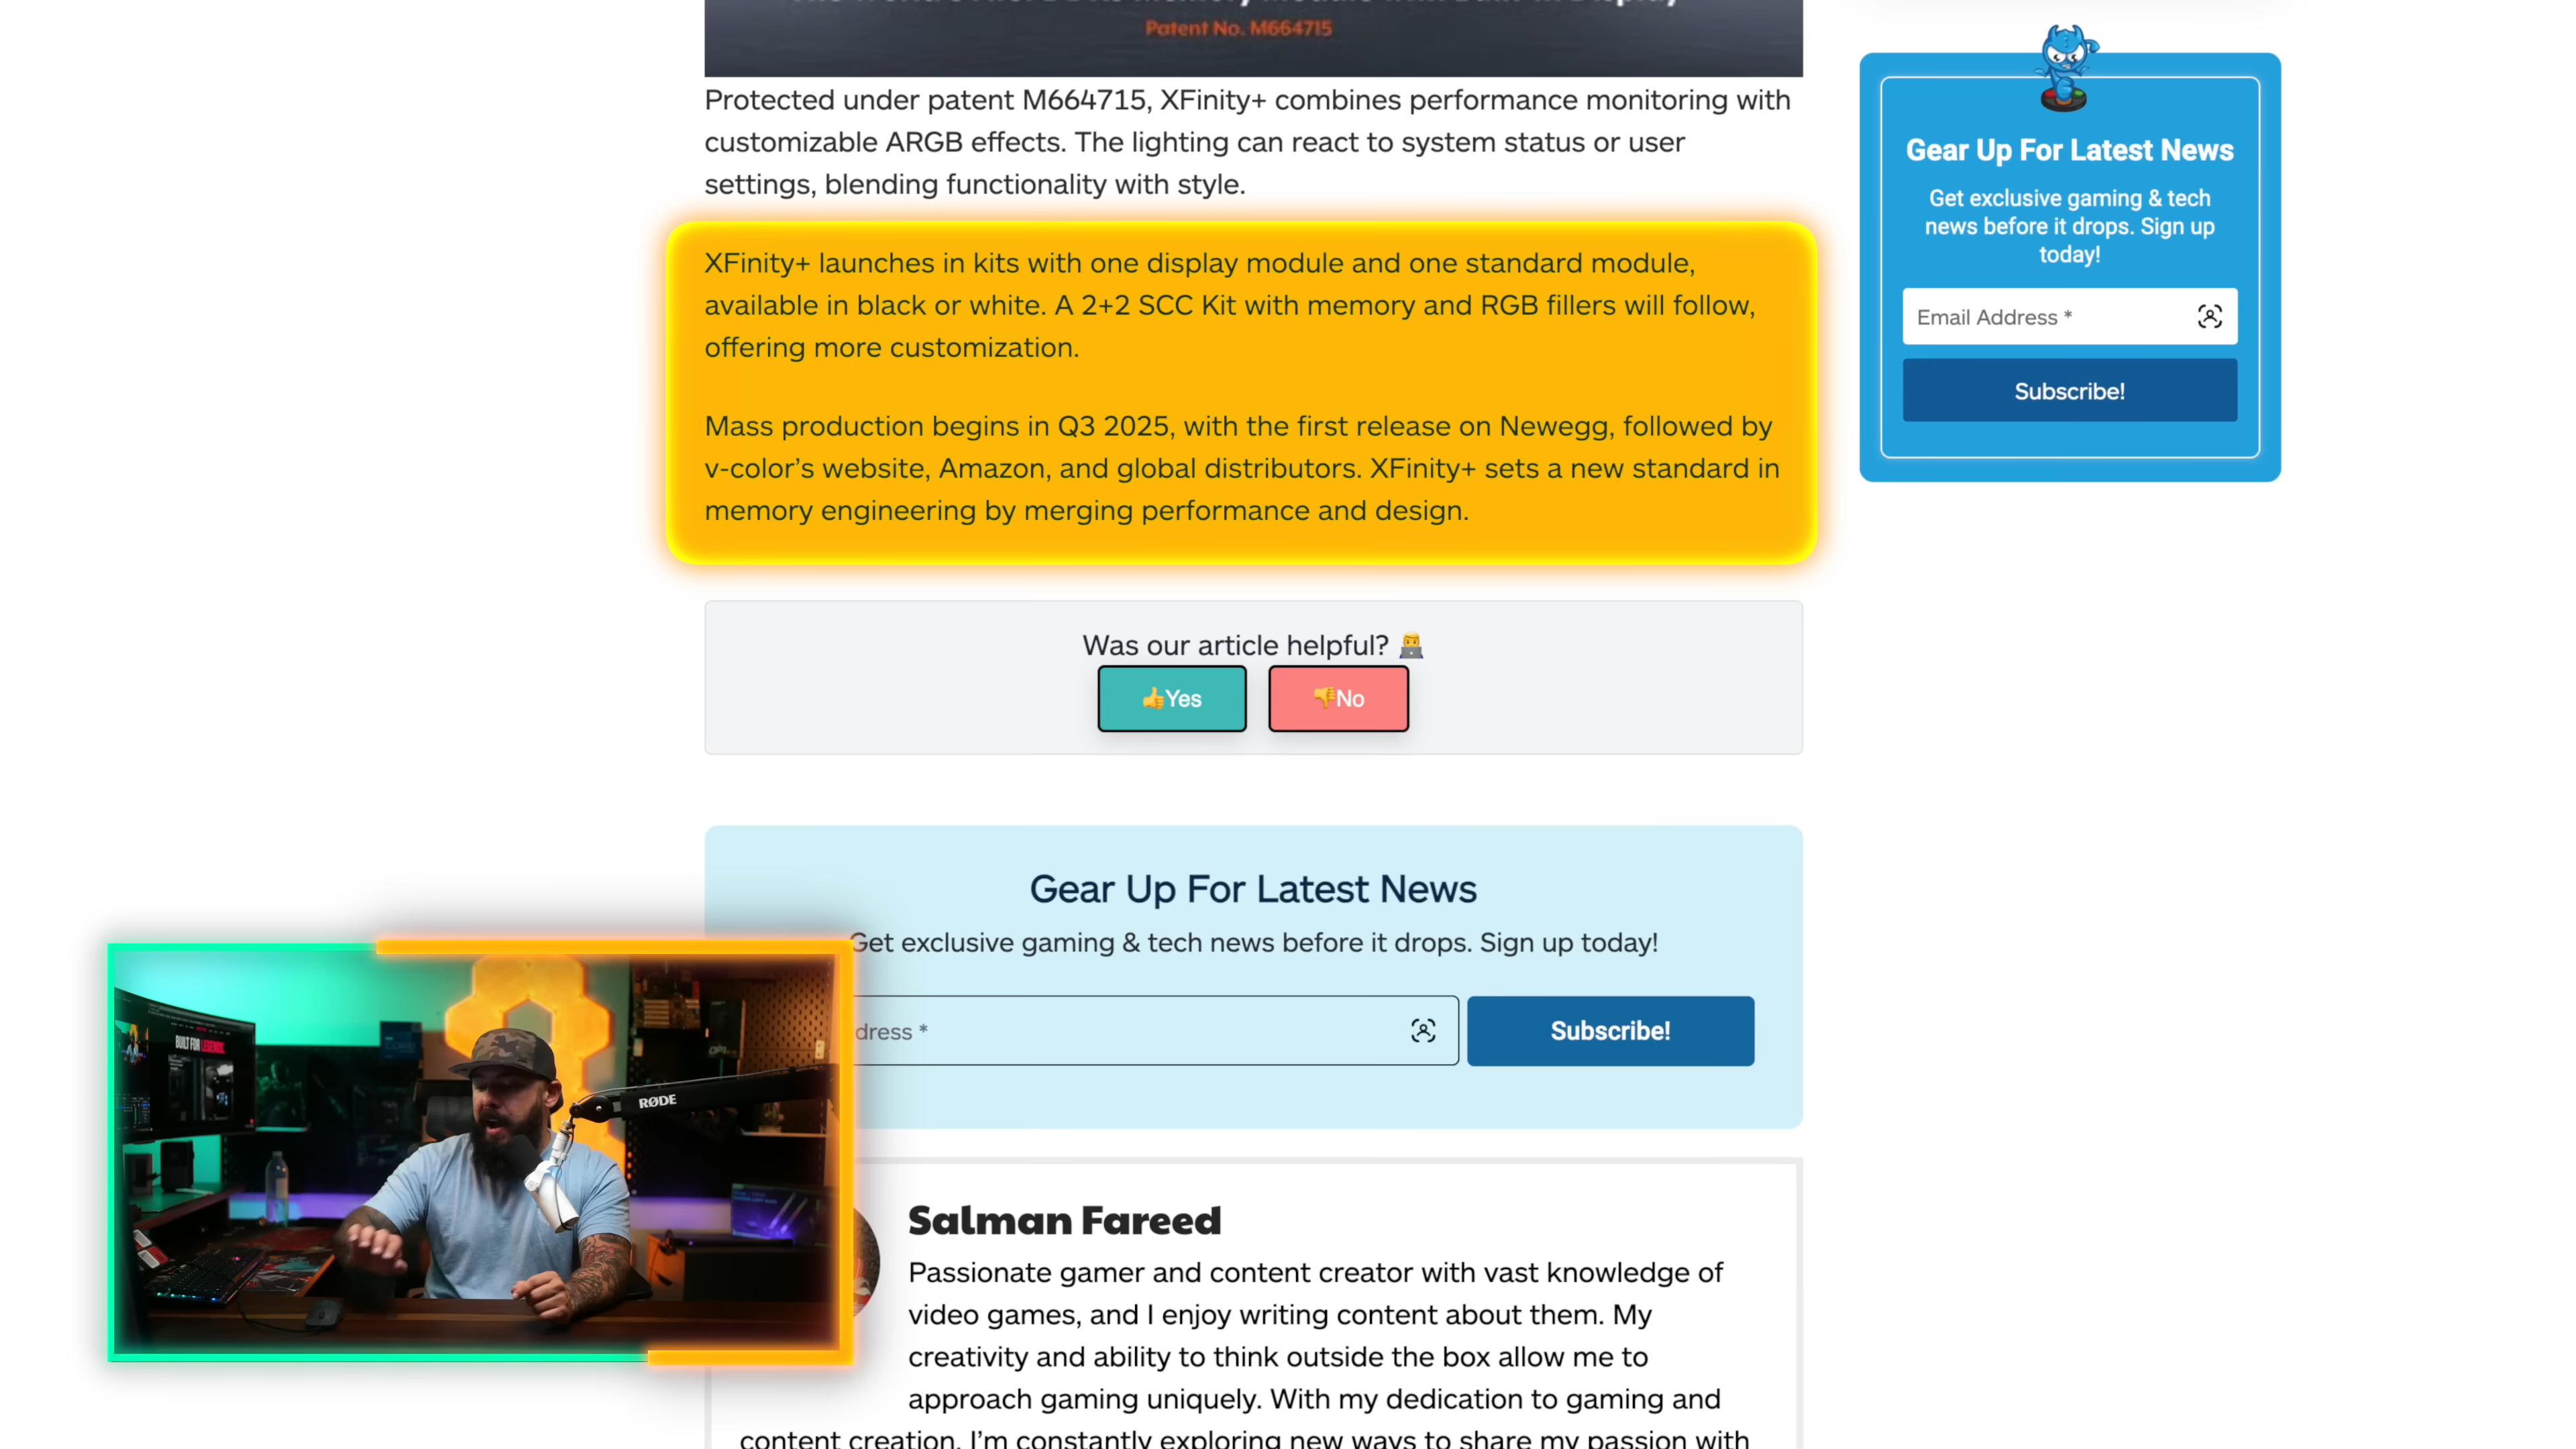 Patent No. M664715
Protected under patent M664715, XFinity+ combines performance monitoring with
customizable ARGB effects. The lighting can react to system status or user
settings, blending functionality with style.
XFinity+ launches in kits with one display module and one standard module,
available in black or white. A 2+2 SCC Kit with memory and RGB fillers will follow,
offering more customization.
Mass production begins in Q3 2025, with the first release on Newegg, followed by
v-color's website, Amazon, and global distributors. XFinity+ sets a new standard in
memory engineering by merging performance and design.
Was our article helpful?
👍Yes
👎No
Gear Up For Latest News
Get exclusive gaming & tech news before it drops. Sign up today!
dress *
Subscribe!
Salman Fareed
Passionate gamer and content creator with vast knowledge of
video games, and I enjoy writing content about them. My
creativity and ability to think outside the box allow me to
approach gaming uniquely. With my dedication to gaming and
content creation, I'm constantly exploring new ways to share my passion with
Gear Up For Latest News
Get exclusive gaming & tech
news before it drops. Sign up
today!
Email Address *
Subscribe!
BUILT FOR LEGENDS
RØDE